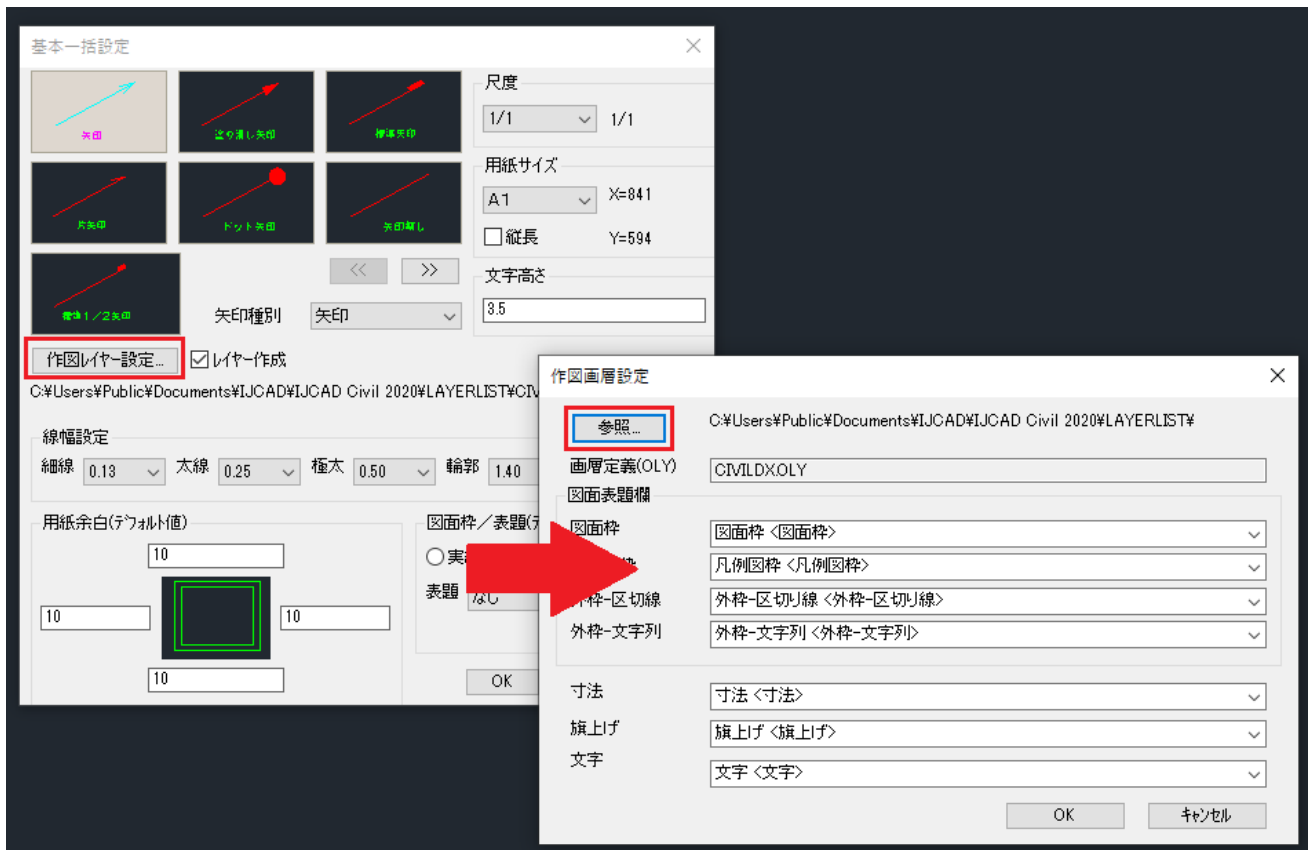 基本一括設定
矢印
塗り潰し矢印
標準矢印
片矢印
ドット矢印
矢印無し
標準1/2矢印
<<
>>
矢印種別
矢印
尺度
1/1
1/1
用紙サイズ
A1
X=841
縦長
Y=594
文字高さ
3.5
作図レイヤー設定...
レイヤー作成
C:¥Users¥Public¥Documents¥IJCAD¥IJCAD Civil 2020¥LAYERLIST¥CIV
線幅設定
細線
0.13
太線
0.25
極太
0.50
輪郭
1.40
用紙余白(デフォルト値)
10
10
10
10
図面枠/表題(デ
実
表題
なし
OK
作図画層設定
参照...
C:¥Users¥Public¥Documents¥IJCAD¥IJCAD Civil 2020¥LAYERLIST¥
画層定義(OLY)
CIVILDX.OLY
図面表題欄
図面枠
図面枠 <図面枠>
枠
凡例図枠 <凡例図枠>
外枠-区切線
外枠-区切り線 <外枠-区切り線>
外枠-文字列
外枠-文字列 <外枠-文字列>
寸法
寸法 <寸法>
旗上げ
旗上げ <旗上げ>
文字
文字 <文字>
OK
キャンセル